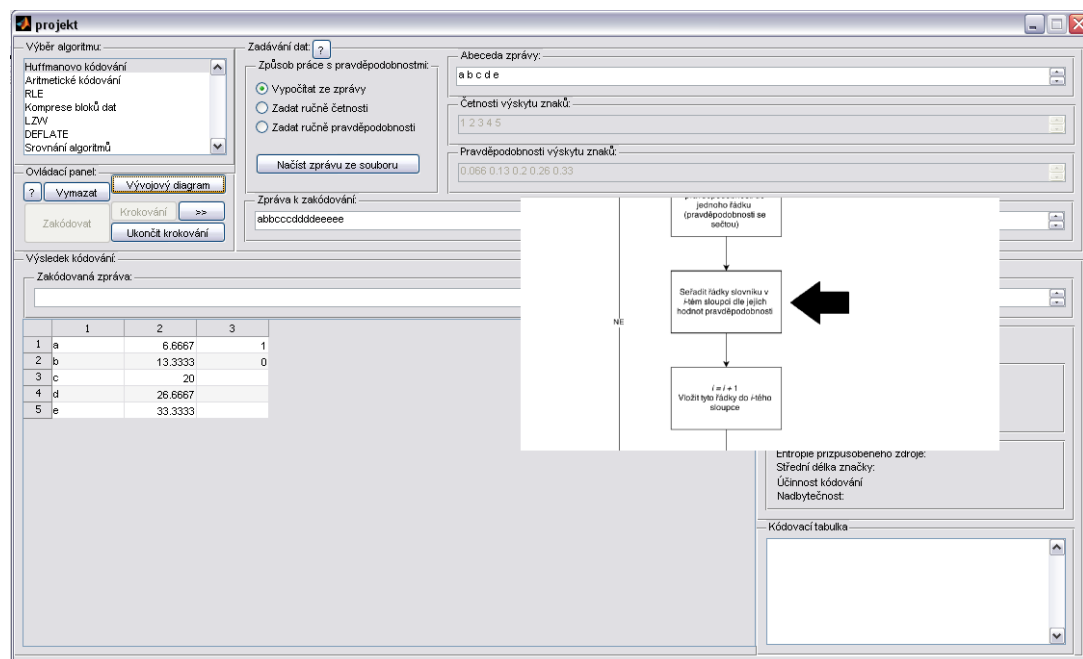 projekt
Výběr algoritmu:
Huffmanovo kódování
Aritmetické kódování
RLE
Komprese bloků dat
LZW
DEFLATE
Srovnání algoritmů
Ovládací panel:
?
Vymazat
Vývojový diagram
Zakódovat
Krokování
>>
Ukončit krokování
Zadávání dat:
?
Způsob práce s pravděpodobnostmi:
Vypočítat ze zprávy
Zadat ručně četnosti
Zadat ručně pravděpodobnosti
Načíst zprávu ze souboru
Abeceda zprávy:
a b c d e
Četnosti výskytu znaků:
1 2 3 4 5
Pravděpodobnosti výskytu znaků:
0.066 0.13 0.2 0.26 0.33
Zpráva k zakódování:
abbcccddddeeeee
Výsledek kódování:
Zakódovaná zpráva:
1 2 3
1 a 6.6667 1
2 b 13.3333 0
3 c 20
4 d 26.6667
5 e 33.3333
jednoho řádku
(pravděpodobnosti se
sečtou)
Seřadit řádky slovníku v
i-tém sloupci dle jejich
hodnot pravděpodobnosti
NE
i = i + 1
Vložit tyto řádky do i-tého
sloupce
Entropie přizpůsobeného zdroje:
Střední délka značky:
Účinnost kódování
Nadbytečnost:
Kódovací tabulka